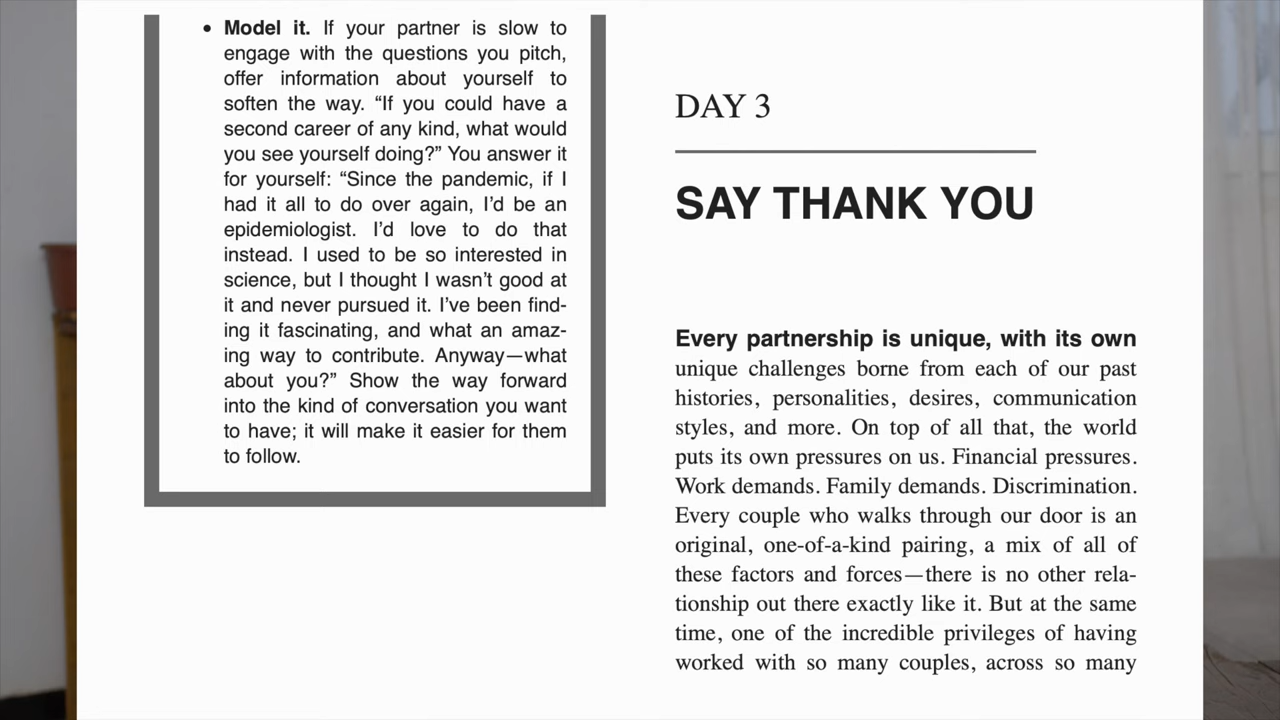 • Model it. If your partner is slow to
engage with the questions you pitch,
offer information about yourself to
soften the way. “If you could have a
second career of any kind, what would
you see yourself doing?” You answer it
for yourself: “Since the pandemic, if I
had it all to do over again, I’d be an
epidemiologist. I’d love to do that
instead. I used to be so interested in
science, but I thought I wasn’t good at
it and never pursued it. I’ve been find-
ing it fascinating, and what an amaz-
ing way to contribute. Anyway—what
about you?” Show the way forward
into the kind of conversation you want
to have; it will make it easier for them
to follow.
DAY 3
SAY THANK YOU
Every partnership is unique, with its own
unique challenges borne from each of our past
histories, personalities, desires, communication
styles, and more. On top of all that, the world
puts its own pressures on us. Financial pressures.
Work demands. Family demands. Discrimination.
Every couple who walks through our door is an
original, one-of-a-kind pairing, a mix of all of
these factors and forces—there is no other rela-
tionship out there exactly like it. But at the same
time, one of the incredible privileges of having
worked with so many couples, across so many